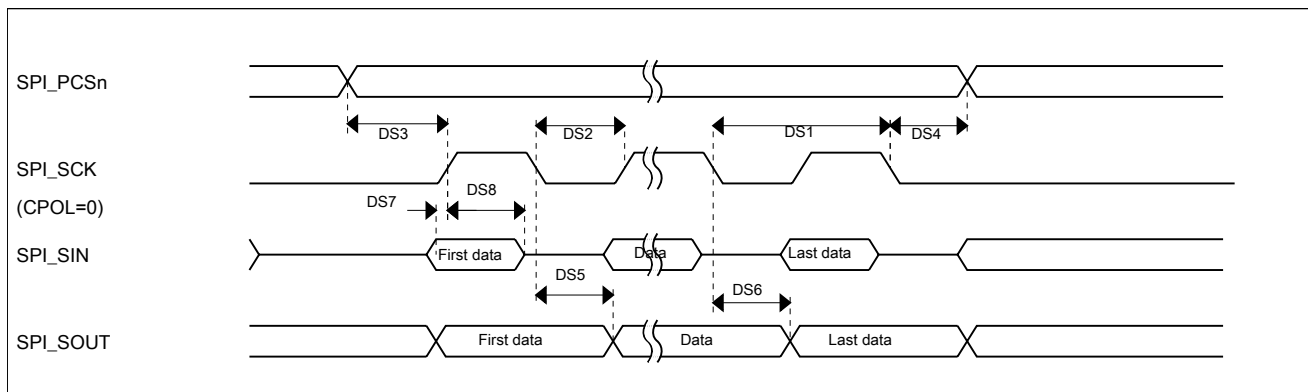 SPI_PCSn
DS3
DS2
DS1
DS4
SPI_SCK
(CPOL=0)
DS7
DS8
SPI_SIN
First data
Data
Last data
DS5
DS6
SPI_SOUT
First data
Data
Last data